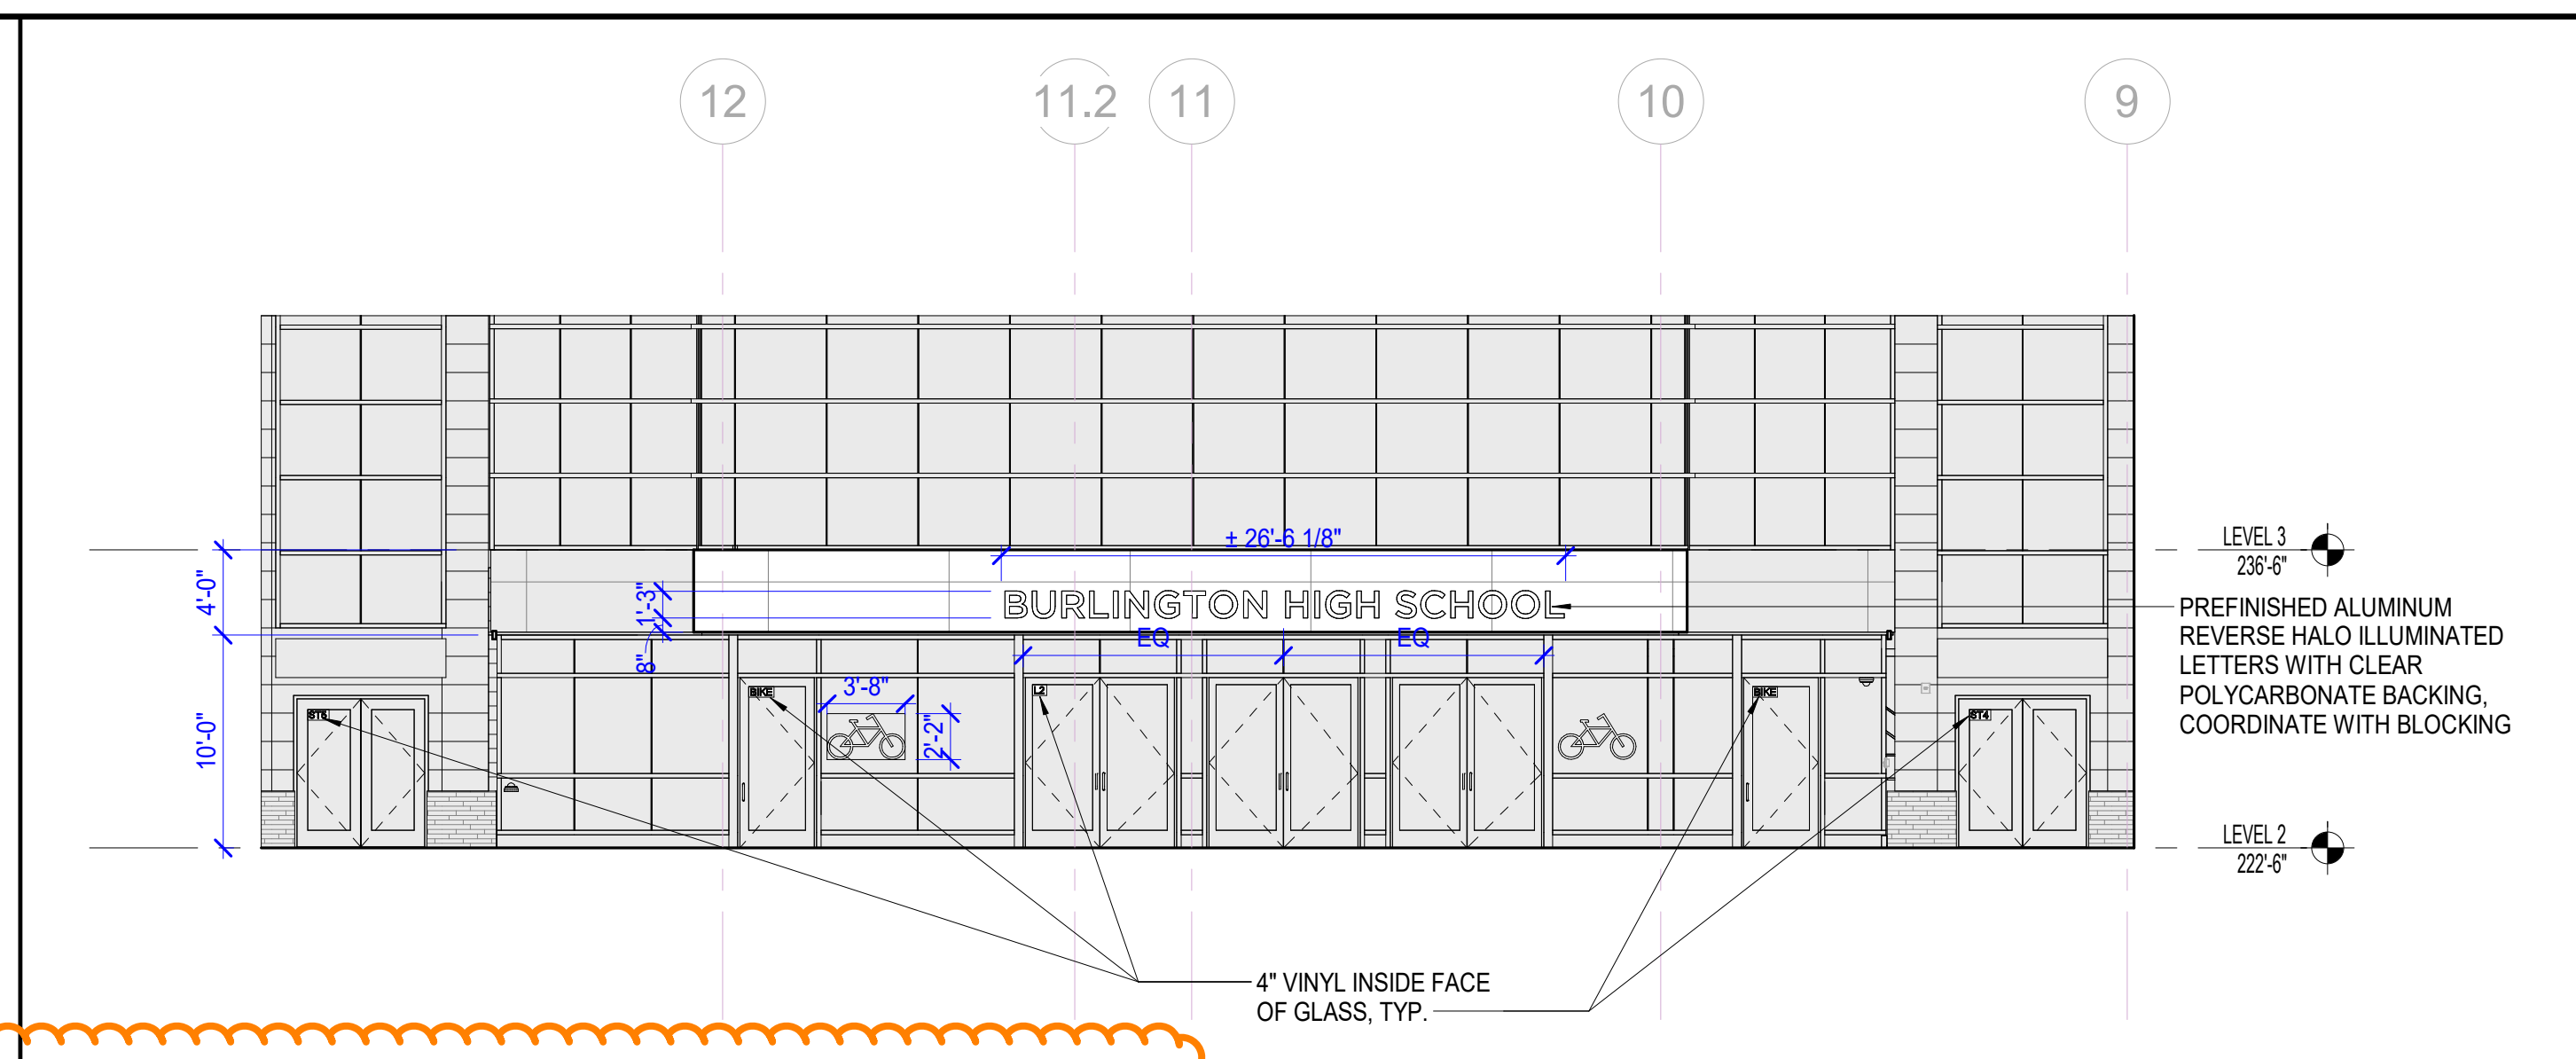 12
11.2
11
10
9
± 26'-6 1/8"
LEVEL 3
236'-6"
4'-0"
1'-3"
BURLINGTON HIGH SCHOOL
PREFINISHED ALUMINUM
REVERSE HALO ILLUMINATED
LETTERS WITH CLEAR
POLYCARBONATE BACKING,
COORDINATE WITH BLOCKING
EQ
EQ
8"
3'-8"
BIKE
L2
BIKE
ST5
ST4
10'-0"
2'-2"
LEVEL 2
222'-6"
4" VINYL INSIDE FACE
OF GLASS, TYP.